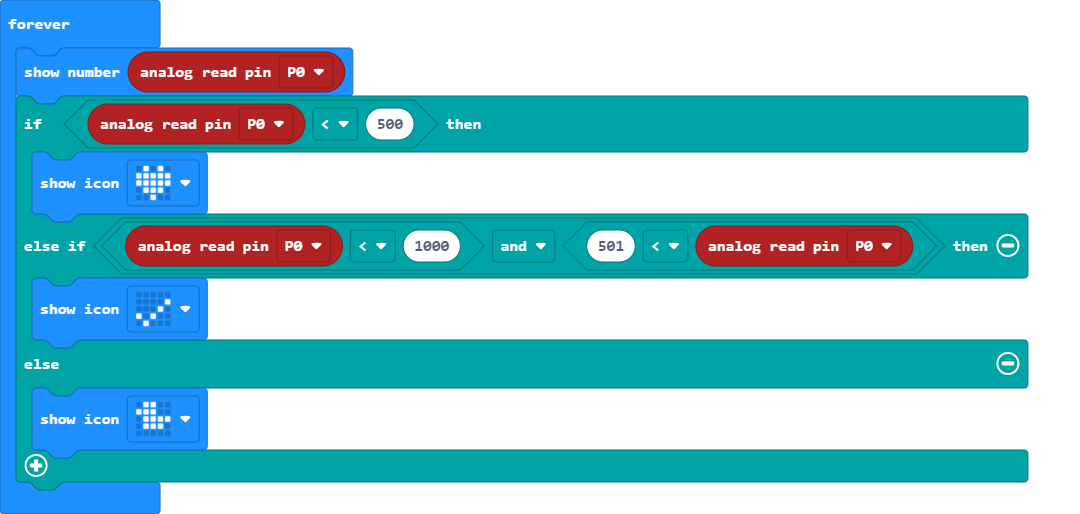 forever
show number analog read pin P0
if analog read pin P0 < 500 then
show icon
else if analog read pin P0 < 1000 and 501 < analog read pin P0 then
show icon
else
show icon